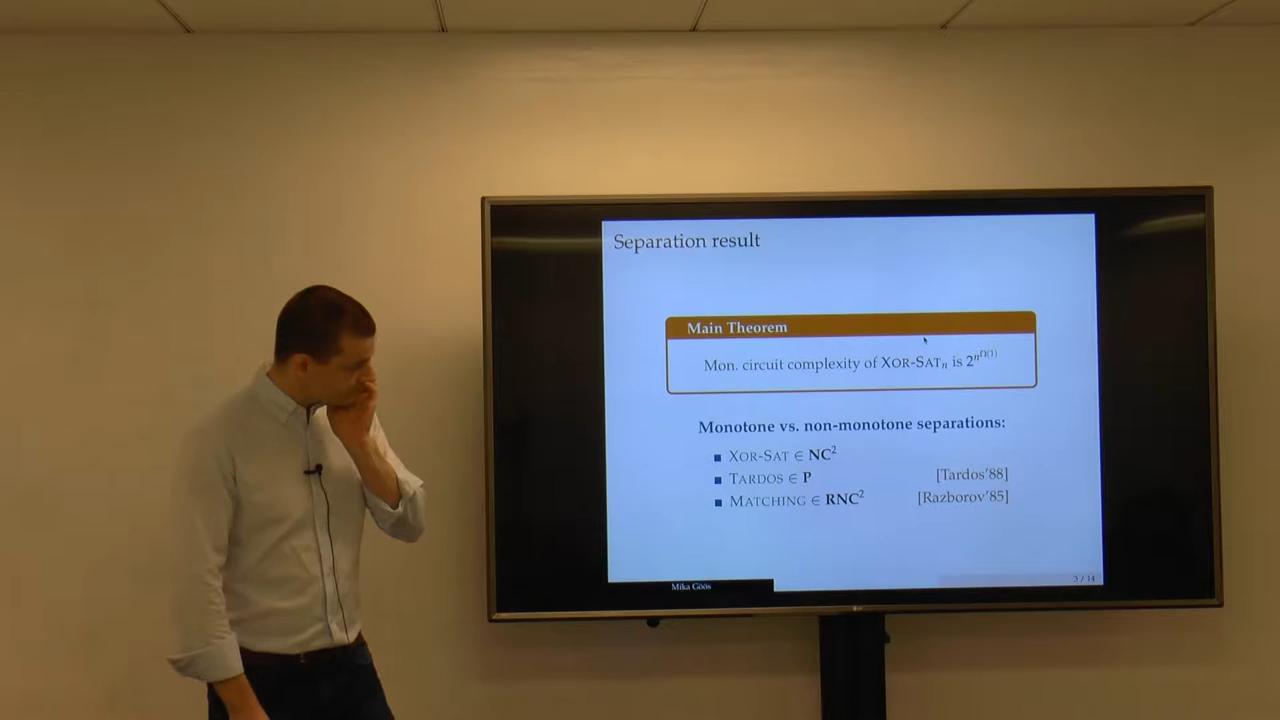 Separation result
Main Theorem
Mon. circuit complexity of XOR-SATₙ is 2^{n^{Ω(1)}}
Monotone vs. non-monotone separations:
■ XOR-SAT ∈ NC²
■ TARDOS ∈ P [Tardos'88]
■ MATCHING ∈ RNC² [Razborov'85]
Mika Göös
3 / 14